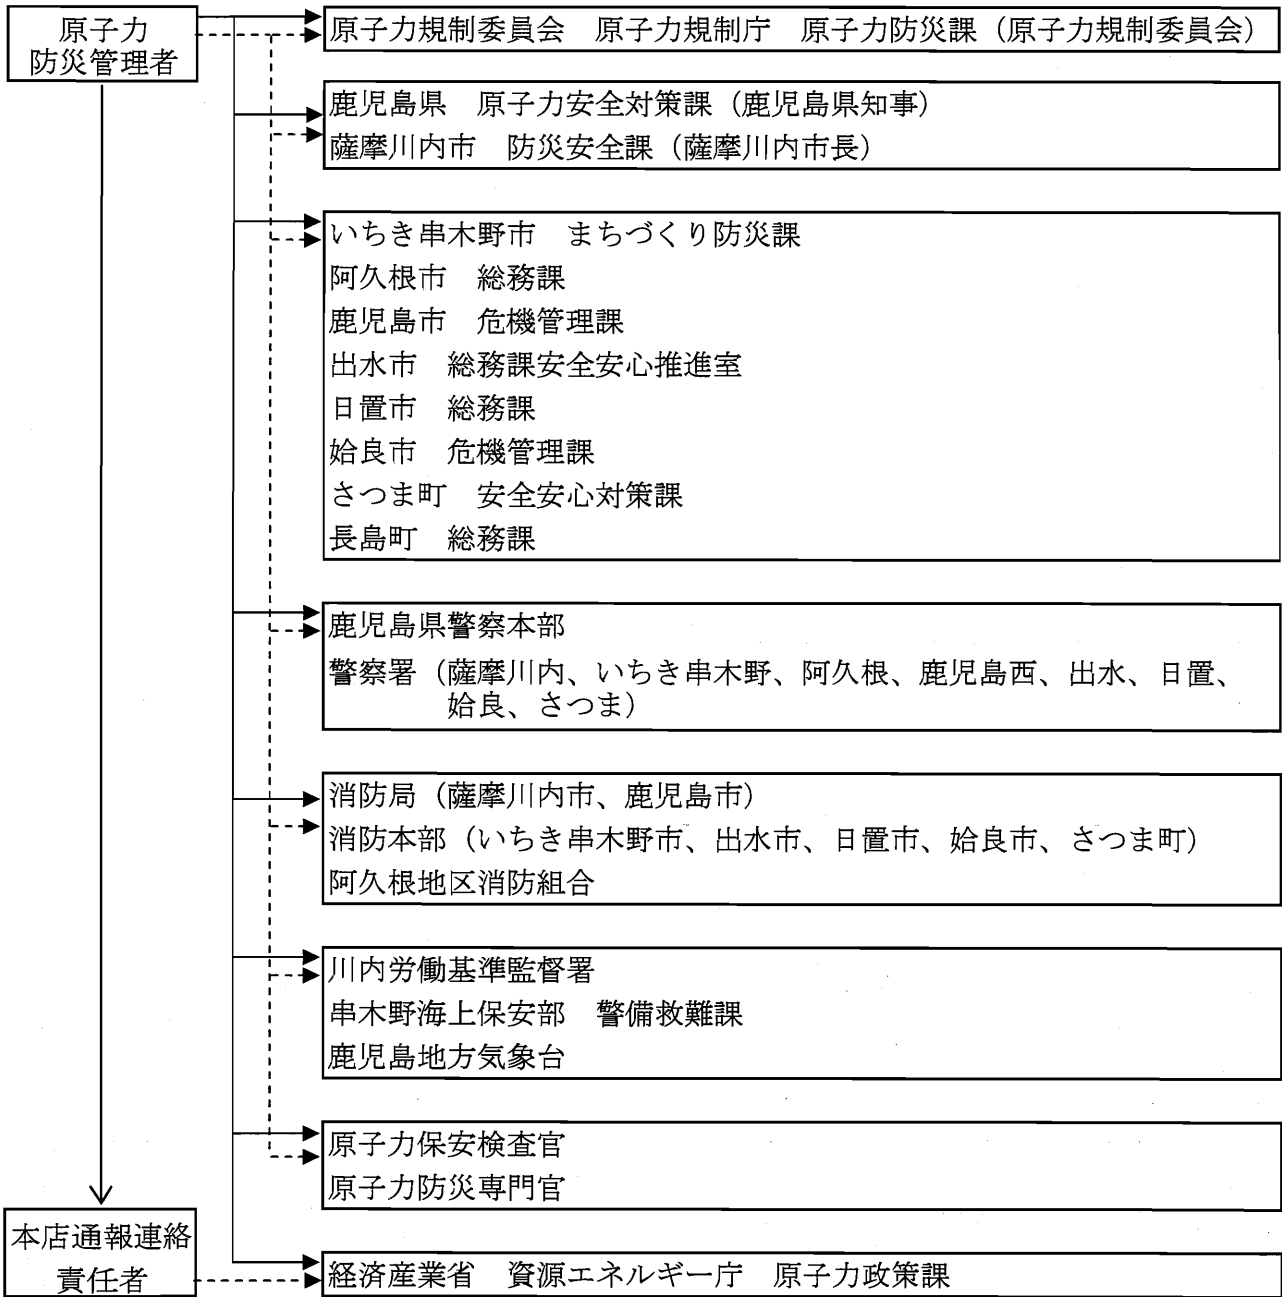 原子力
防災管理者
原子力規制委員会　原子力規制庁　原子力防災課（原子力規制委員会）
鹿児島県　原子力安全対策課（鹿児島県知事）
薩摩川内市　防災安全課（薩摩川内市長）
いちき串木野市　まちづくり防災課
阿久根市　総務課
鹿児島市　危機管理課
出水市　総務課安全安心推進室
日置市　総務課
姶良市　危機管理課
さつま町　安全安心対策課
長島町　総務課
鹿児島県警察本部
警察署（薩摩川内、いちき串木野、阿久根、鹿児島西、出水、日置、
姶良、さつま）
消防局（薩摩川内市、鹿児島市）
消防本部（いちき串木野市、出水市、日置市、姶良市、さつま町）
阿久根地区消防組合
川内労働基準監督署
串木野海上保安部　警備救難課
鹿児島地方気象台
原子力保安検査官
原子力防災専門官
本店通報連絡
責任者
経済産業省　資源エネルギー庁　原子力政策課